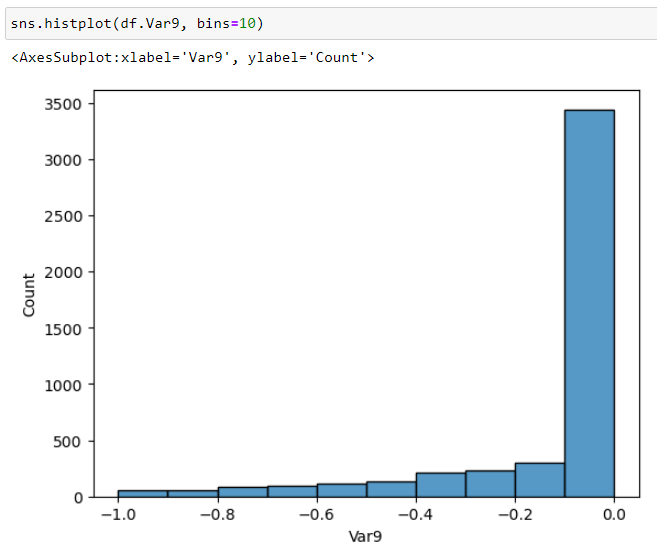 sns.histplot(df.Var9, bins=10)
<AxesSubplot:xlabel='Var9', ylabel='Count'>
3500
3000
2500
2000
1500
1000
500
0
Count
−1.0 −0.8 −0.6 −0.4 −0.2 0.0
Var9